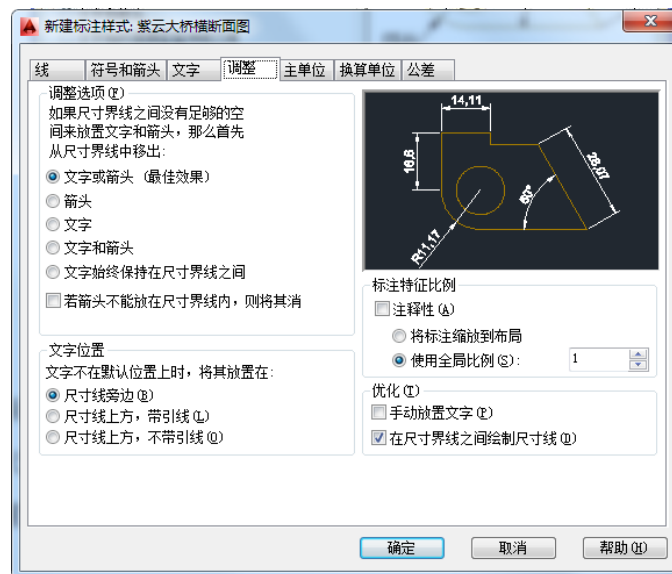 新建标注样式: 紫云大桥横断面图
线 符号和箭头 文字 调整 主单位 换算单位 公差
调整选项(F)
如果尺寸界线之间没有足够的空
间来放置文字和箭头，那么首先
从尺寸界线中移出:
文字或箭头 (最佳效果)
箭头
文字
文字和箭头
文字始终保持在尺寸界线之间
若箭头不能放在尺寸界线内，则将其消
文字位置
文字不在默认位置上时，将其放置在:
尺寸线旁边(B)
尺寸线上方，带引线(L)
尺寸线上方，不带引线(O)
14,11
16,6
28,07
60°
R11,17
标注特征比例
注释性(A)
将标注缩放到布局
使用全局比例(S):
1
优化(T)
手动放置文字(P)
在尺寸界线之间绘制尺寸线(D)
确定
取消
帮助(H)